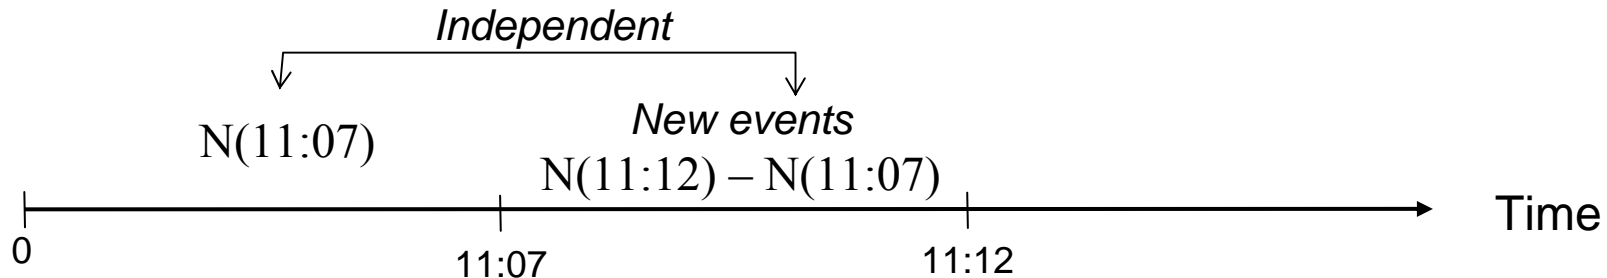 Independent
New events
N(11:07)
N(11:12) – N(11:07)
Time
0
11:07
11:12